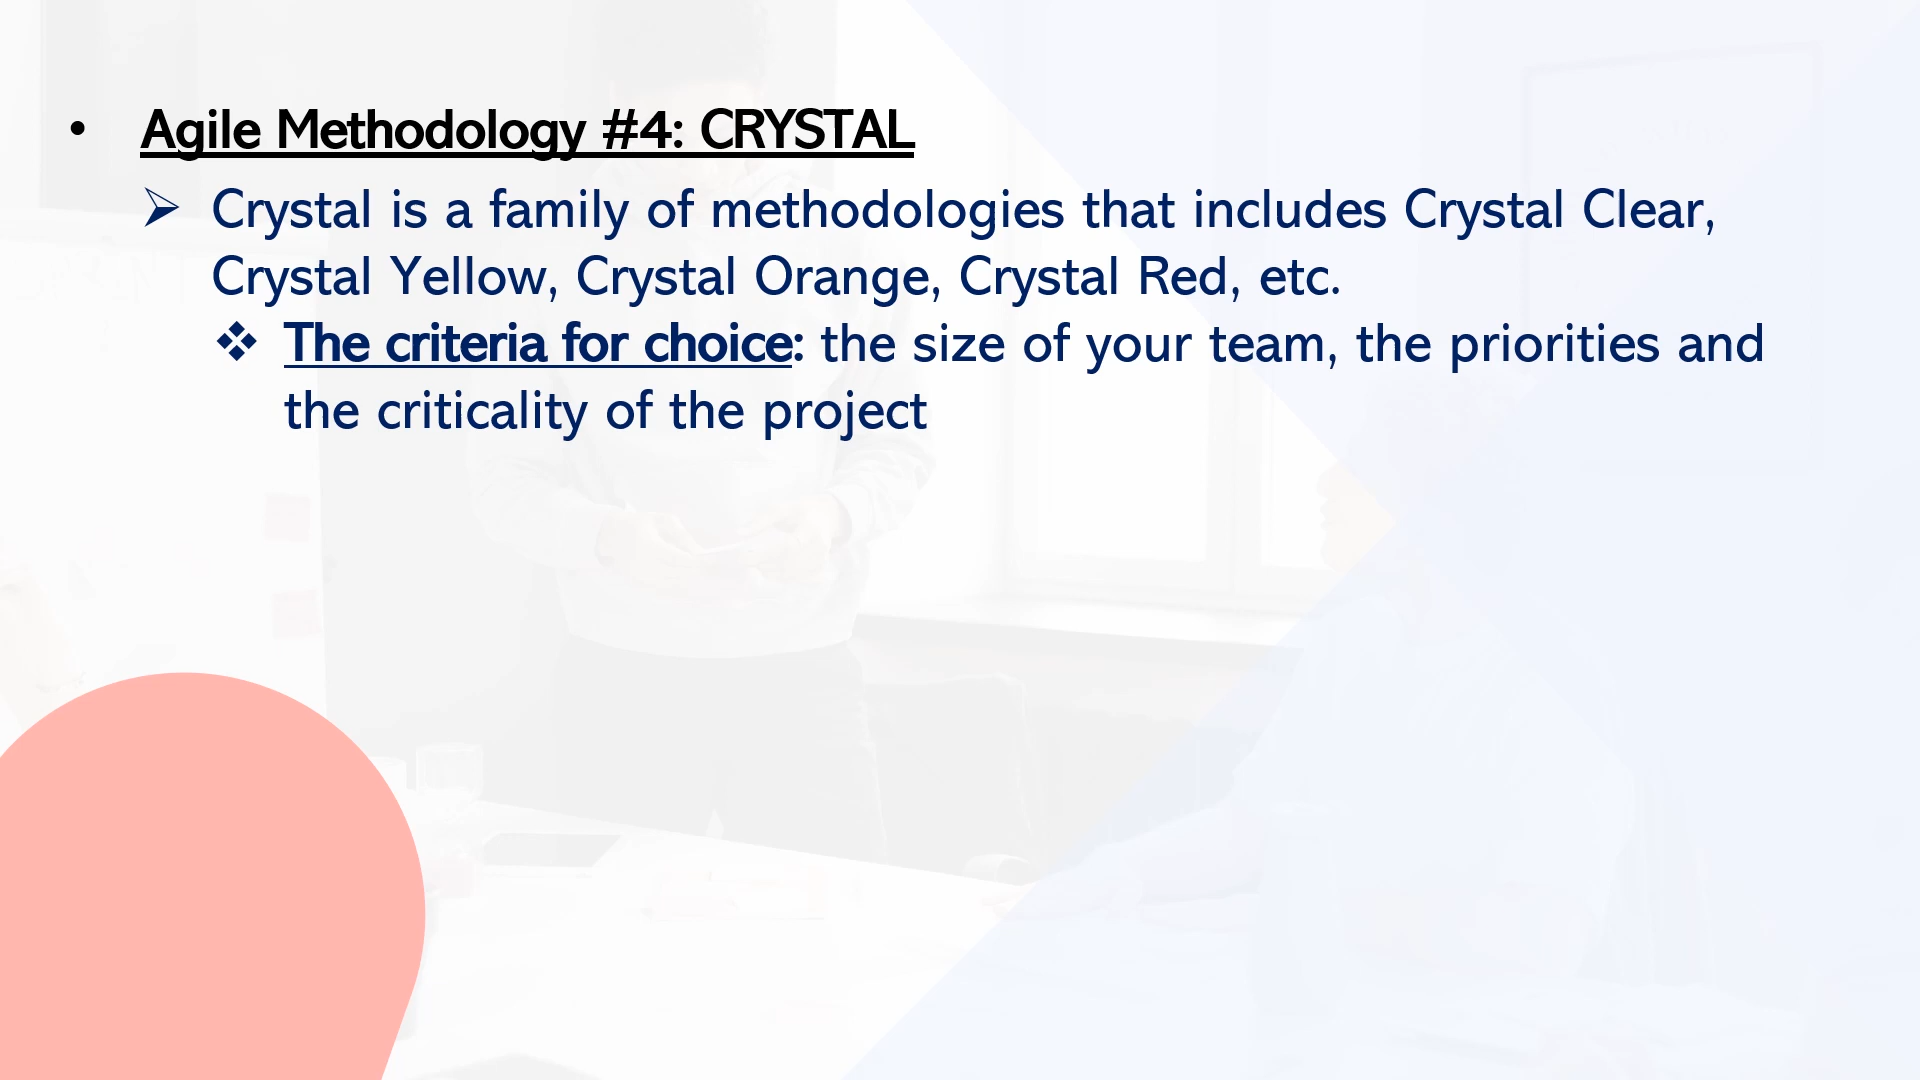 • Agile Methodology #4: CRYSTAL
➢ Crystal is a family of methodologies that includes Crystal Clear,
Crystal Yellow, Crystal Orange, Crystal Red, etc.
❖ The criteria for choice: the size of your team, the priorities and
the criticality of the project